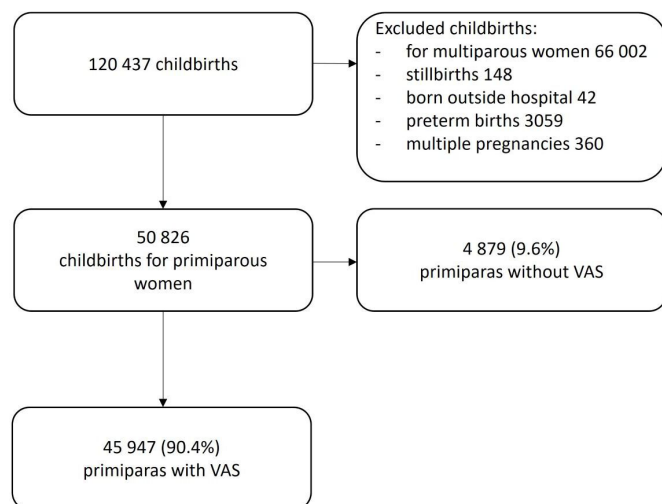 120 437 childbirths
Excluded childbirths:
- for multiparous women 66 002
- stillbirths 148
- born outside hospital 42
- preterm births 3059
- multiple pregnancies 360
50 826
childbirths for primiparous
women
4 879 (9.6%)
primiparas without VAS
45 947 (90.4%)
primiparas with VAS